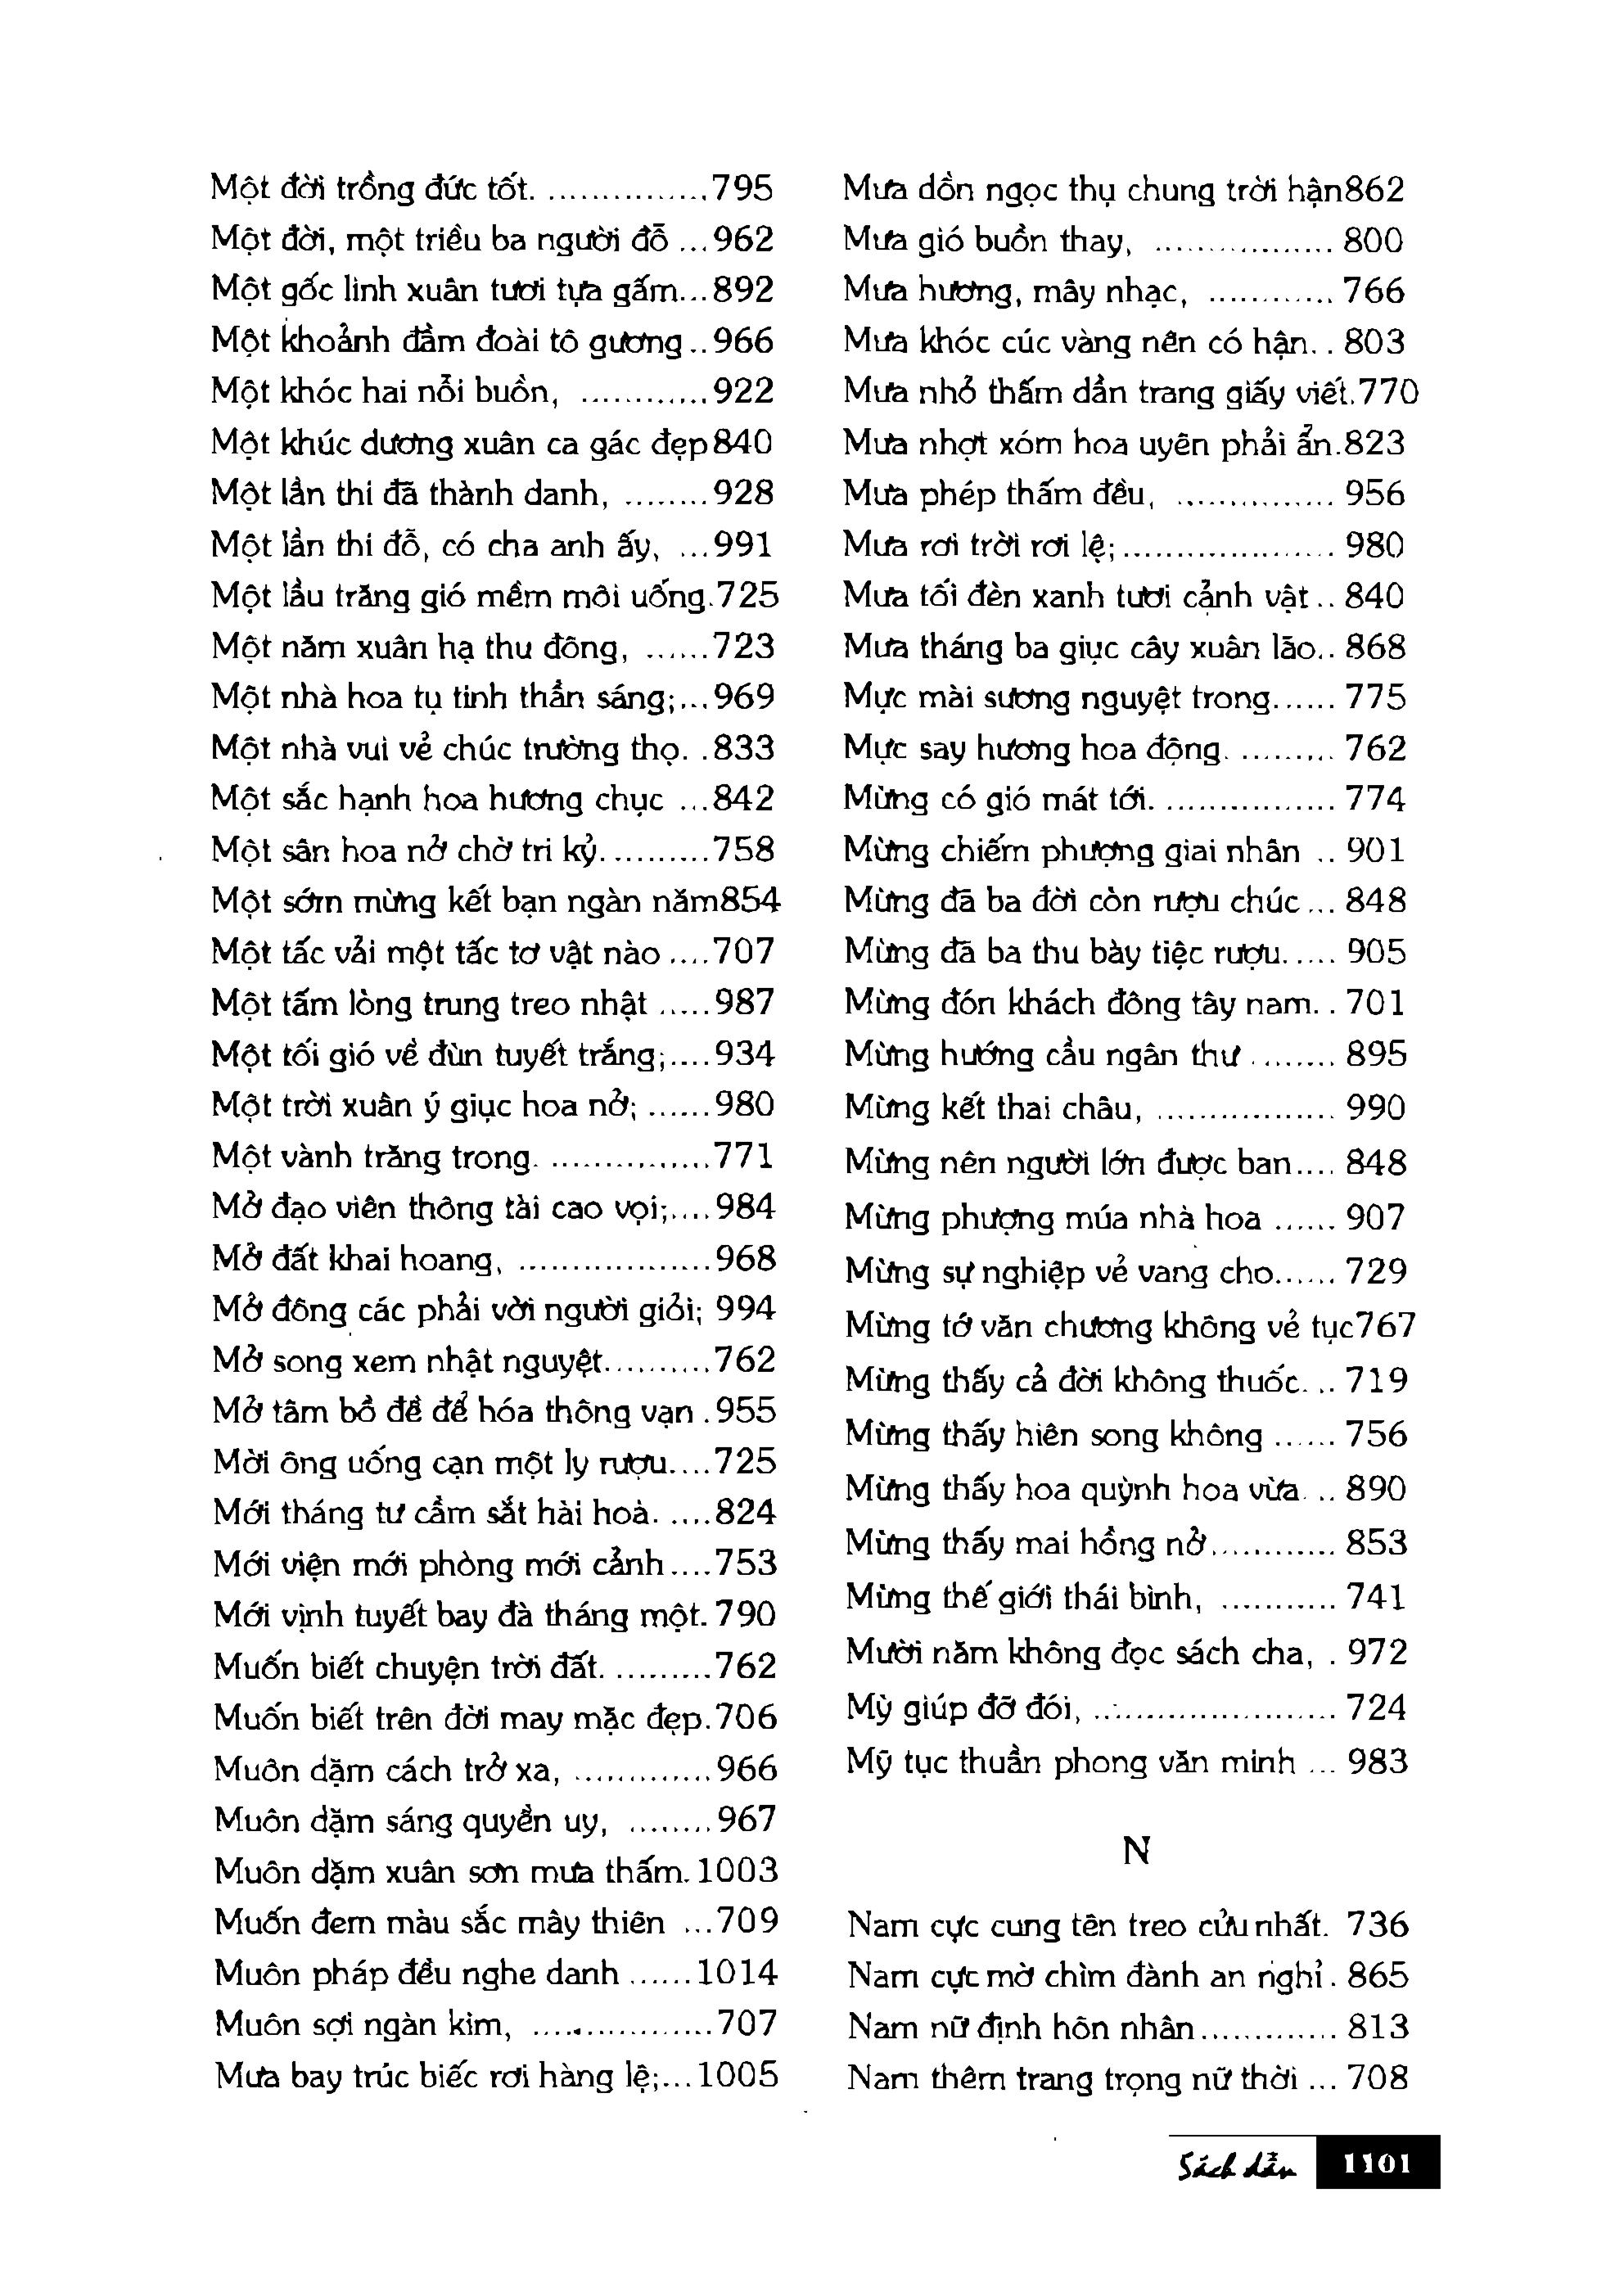 Một đời trồng đức tốt. ................795
Một đời, một triều ba người đỗ ...962
Một gốc linh xuân tươi tựa gấm...892
Một khoảnh đầm đoài tô gương ..966
Một khóc hai nỗi buồn, ............922
Một khúc dương xuân ca gác đẹp840
Một lần thi đã thành danh, ........928
Một lần thi đỗ, có cha anh ấy, ...991
Một lầu trăng gió mềm môi uống.725
Một năm xuân hạ thu đông, ......723
Một nhà hoa tụ tinh thần sáng;...969
Một nhà vui vẻ chúc trường thọ. .833
Một sắc hạnh hoa hương chục ...842
Một sân hoa nở chờ tri kỷ..........758
Một sớm mừng kết bạn ngàn năm854
Một tấc vải một tấc tơ vật nào ....707
Một tấm lòng trung treo nhật .....987
Một tối gió về đùn tuyết trắng;....934
Một trời xuân ý giục hoa nở; ......980
Một vành trăng trong. ...............771
Mở đạo viên thông tài cao vọi;....984
Mở đất khai hoang, ..................968
Mở đông các phải vời người giỏi; 994
Mở song xem nhật nguyệt..........762
Mở tâm bồ đề để hóa thông vạn .955
Mời ông uống cạn một ly rượu....725
Mới tháng tư cầm sắt hài hoà. ....824
Mới viện mới phòng mới cảnh ....753
Mới vịnh tuyết bay đà tháng một. 790
Muốn biết chuyện trời đất. .........762
Muốn biết trên đời may mặc đẹp.706
Muôn dặm cách trở xa, .............966
Muôn dặm sáng quyền uy, ........967
Muôn dặm xuân sơn mưa thấm.1003
Muốn đem màu sắc mây thiên ...709
Muôn pháp đều nghe danh ......1014
Muôn sợi ngàn kim, .................707
Mưa bay trúc biếc rơi hàng lệ;...1005
Mưa dồn ngọc thụ chung trời hận862
Mưa gió buồn thay, ................. 800
Mưa hương, mây nhạc, ............ 766
Mưa khóc cúc vàng nên có hận. . 803
Mưa nhỏ thấm dần trang giấy viết.770
Mưa nhợt xóm hoa uyên phải ẩn.823
Mưa phép thấm đều, ............... 956
Mưa rơi trời rơi lệ;.................... 980
Mưa tối đèn xanh tươi cảnh vật .. 840
Mưa tháng ba giục cây xuân lão.. 868
Mực mài sương nguyệt trong...... 775
Mực say hương hoa động. ......... 762
Mừng có gió mát tới. ................ 774
Mừng chiếm phượng giai nhân .. 901
Mừng đã ba đời còn rượu chúc ... 848
Mừng đã ba thu bày tiệc rượu..... 905
Mừng đón khách đông tây nam. . 701
Mừng hướng cầu ngân thư ........ 895
Mừng kết thai châu, ................. 990
Mừng nên người lớn được ban.... 848
Mừng phượng múa nhà hoa ...... 907
Mừng sự nghiệp vẻ vang cho...... 729
Mừng tớ văn chương không vẻ tục767
Mừng thấy cả đời không thuốc. .. 719
Mừng thấy hiên song không ...... 756
Mừng thấy hoa quỳnh hoa vừa. .. 890
Mừng thấy mai hồng nở............ 853
Mừng thế giới thái bình, ........... 741
Mười năm không đọc sách cha, . 972
Mỳ giúp đỡ đói, ....................... 724
Mỹ tục thuần phong văn minh ... 983
N
Nam cực cung tên treo cửu nhất. 736
Nam cực mờ chìm đành an nghỉ . 865
Nam nữ định hôn nhân ............. 813
Nam thêm trang trọng nữ thời ... 708
Sách dẫn 1101